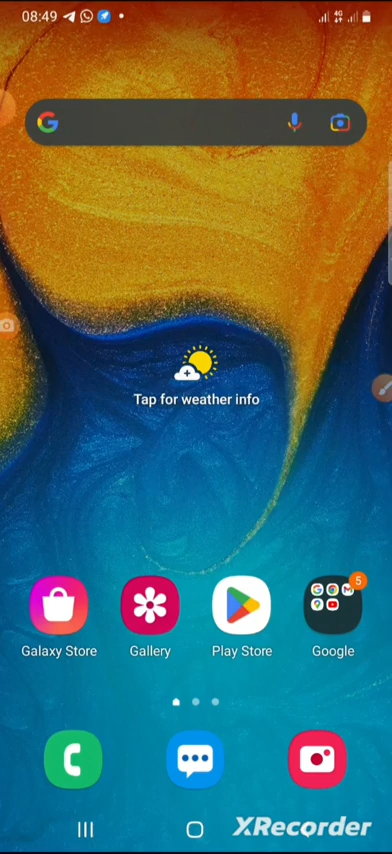 08:49
4G
Tap for weather info
5
Galaxy Store
Gallery
Play Store
Google
XRecorder